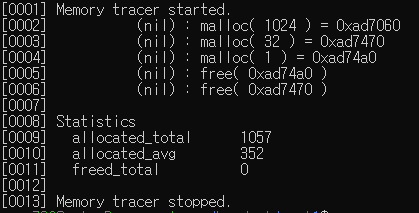 [0001] Memory tracer started.
[0002]           (nil) : malloc( 1024 ) = 0xad7060
[0003]           (nil) : malloc( 32 ) = 0xad7470
[0004]           (nil) : malloc( 1 ) = 0xad74a0
[0005]           (nil) : free( 0xad74a0 )
[0006]           (nil) : free( 0xad7470 )
[0007]
[0008] Statistics
[0009]   allocated_total      1057
[0010]   allocated_avg        352
[0011]   freed_total          0
[0012]
[0013] Memory tracer stopped.